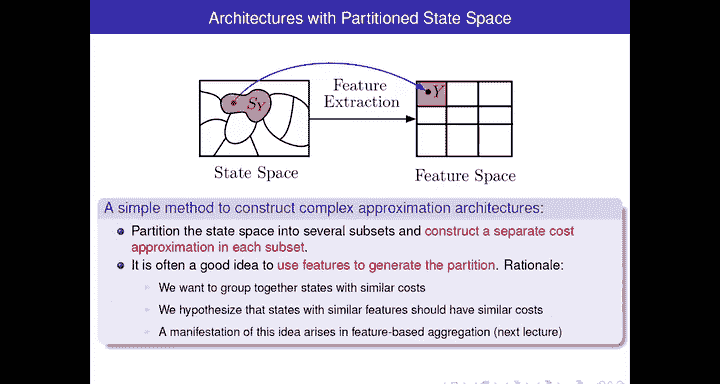 Architectures with Partitioned State Space
Feature
Extraction
S_Y
Y
State Space
Feature Space
A simple method to construct complex approximation architectures:
Partition the state space into several subsets and construct a separate cost
approximation in each subset.
It is often a good idea to use features to generate the partition. Rationale:
We want to group together states with similar costs
We hypothesize that states with similar features should have similar costs
A manifestation of this idea arises in feature-based aggregation (next lecture)